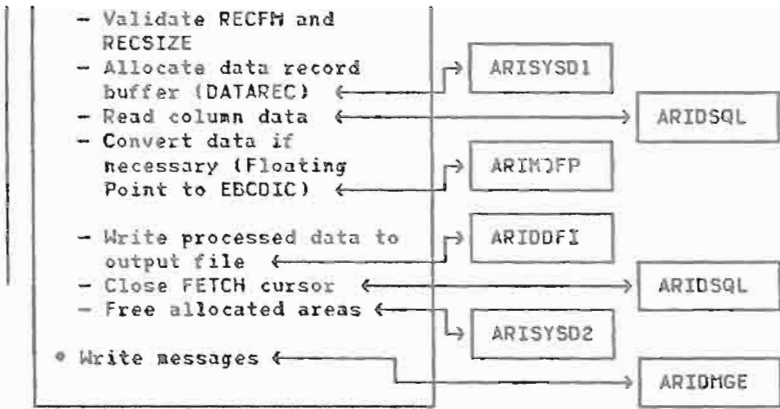 - Validate RECFM and
RECSIZE
- Allocate data record
buffer (DATAREC)
ARISYSD1
- Read column data
ARIDSQL
- Convert data if
necessary (Floating
Point to EBCDIC)
ARIMDFP
- Write processed data to
output file
ARIDDFI
- Close FETCH cursor
ARIDSQL
- Free allocated areas
ARISYSD2
• Write messages
ARIDMGE